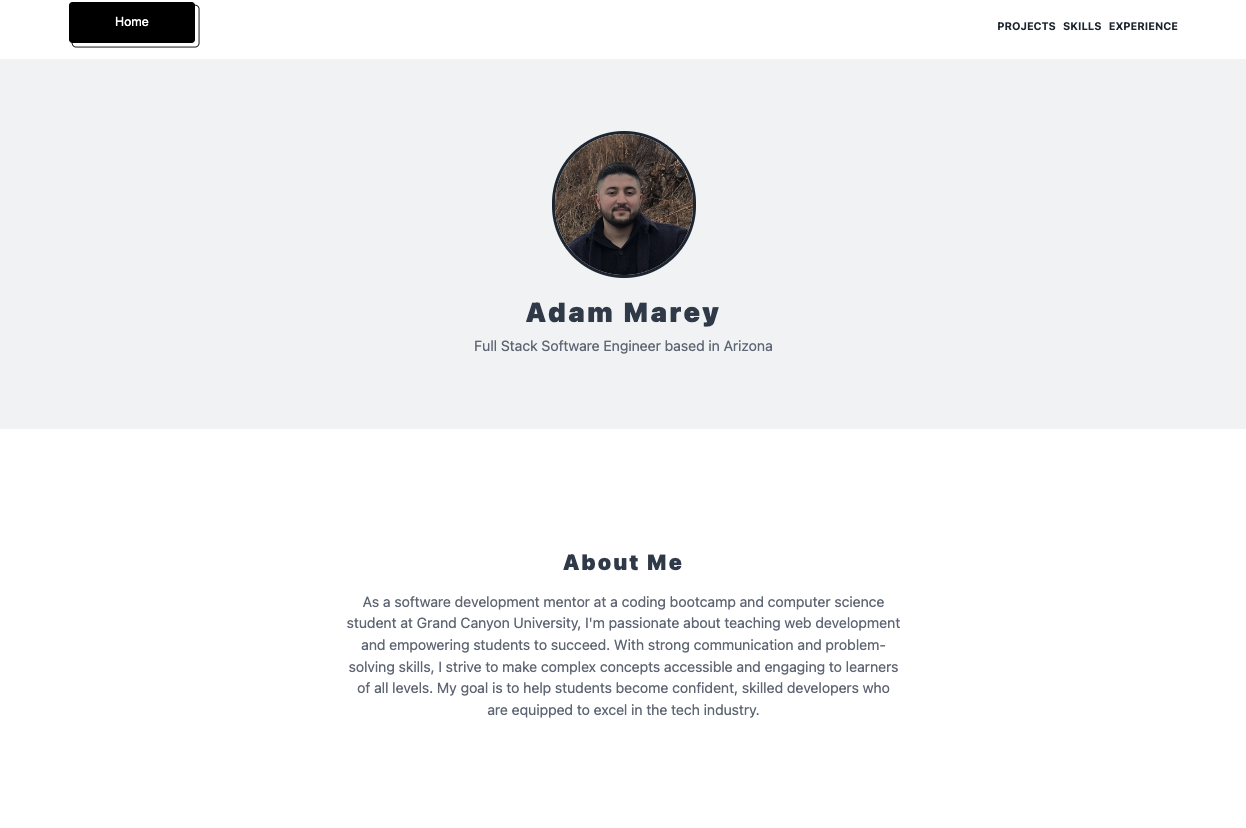 Home
PROJECTS SKILLS EXPERIENCE
Adam Marey
Full Stack Software Engineer based in Arizona
About Me
As a software development mentor at a coding bootcamp and computer science
student at Grand Canyon University, I'm passionate about teaching web development
and empowering students to succeed. With strong communication and problem-
solving skills, I strive to make complex concepts accessible and engaging to learners
of all levels. My goal is to help students become confident, skilled developers who
are equipped to excel in the tech industry.